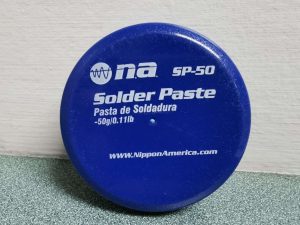 na SP-50
Solder Paste
Pasta de Soldadura
-50g/0.11lb
www.NipponAmerica.com